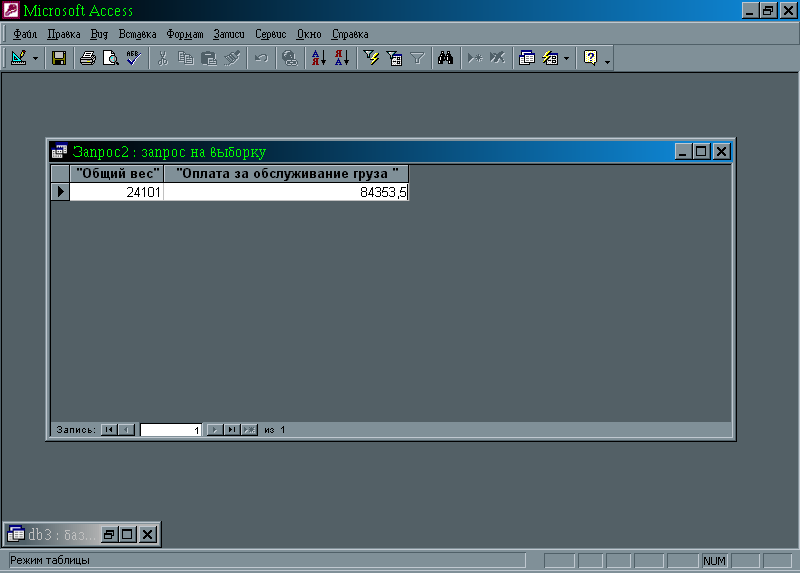 Microsoft Access
Файл Правка Вид Вставка Формат Записи Сервис Окно Справка
Запрос2 : запрос на выборку
"Общий вес" "Оплата за обслуживание груза "
24101 84353,5
Запись: 1 из 1
db3 : баз...
Режим таблицы NUM